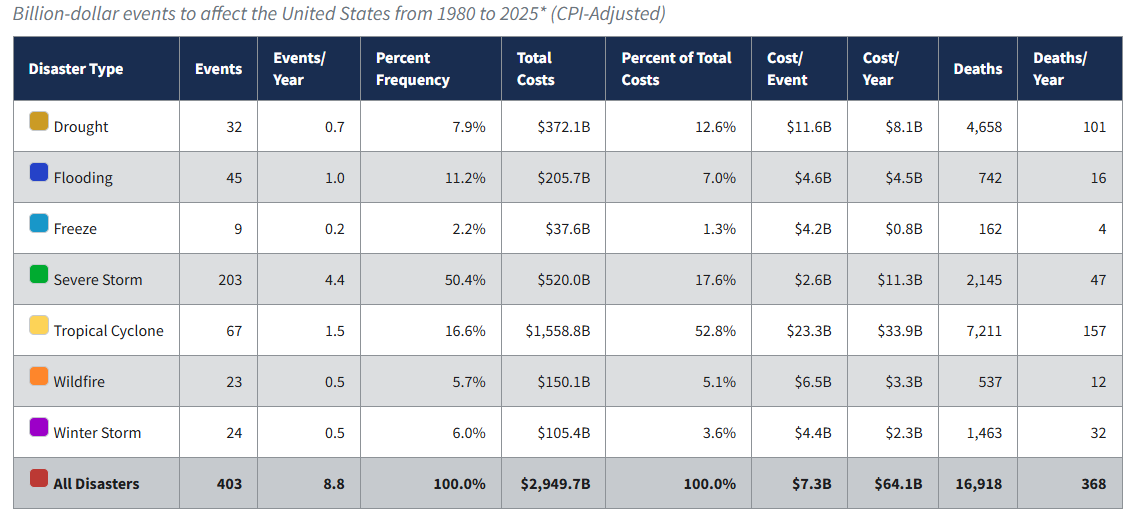 Billion-dollar events to affect the United States from 1980 to 2025* (CPI-Adjusted)
Disaster Type Events Events/ Year Percent Frequency Total Costs Percent of Total Costs Cost/ Event Cost/ Year Deaths Deaths/ Year
Drought 32 0.7 7.9% $372.1B 12.6% $11.6B $8.1B 4,658 101
Flooding 45 1.0 11.2% $205.7B 7.0% $4.6B $4.5B 742 16
Freeze 9 0.2 2.2% $37.6B 1.3% $4.2B $0.8B 162 4
Severe Storm 203 4.4 50.4% $520.0B 17.6% $2.6B $11.3B 2,145 47
Tropical Cyclone 67 1.5 16.6% $1,558.8B 52.8% $23.3B $33.9B 7,211 157
Wildfire 23 0.5 5.7% $150.1B 5.1% $6.5B $3.3B 537 12
Winter Storm 24 0.5 6.0% $105.4B 3.6% $4.4B $2.3B 1,463 32
All Disasters 403 8.8 100.0% $2,949.7B 100.0% $7.3B $64.1B 16,918 368